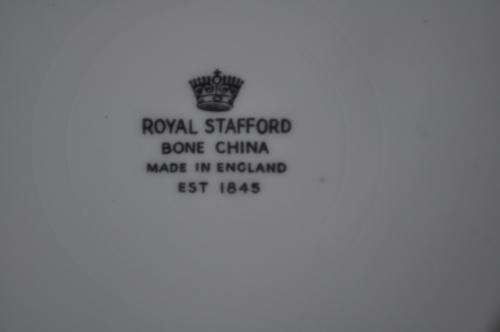 ROYAL STAFFORD
BONE CHINA
MADE IN ENGLAND
EST 1845